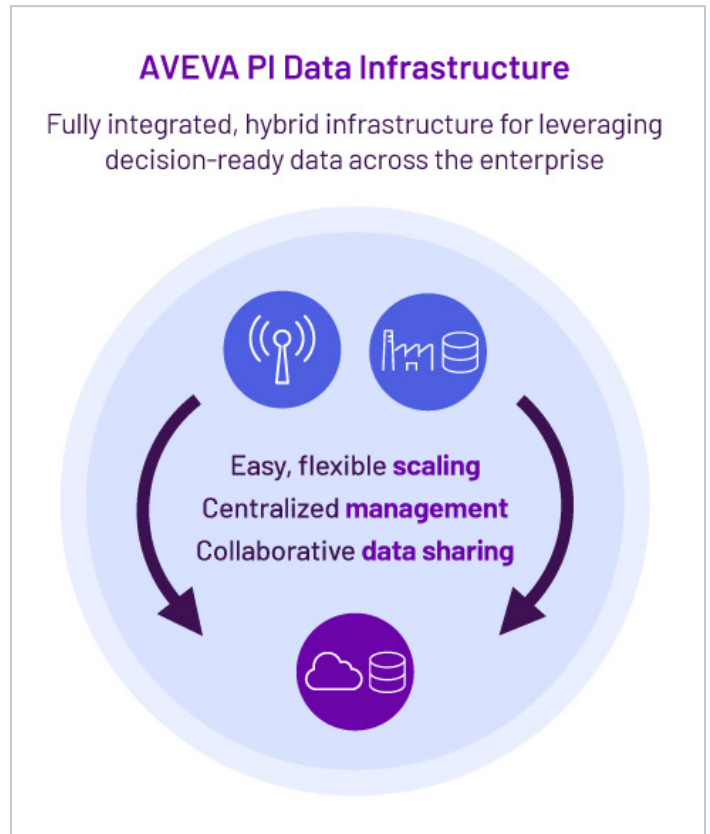 AVEVA PI Data Infrastructure
Fully integrated, hybrid infrastructure for leveraging
decision-ready data across the enterprise
Easy, flexible scaling
Centralized management
Collaborative data sharing